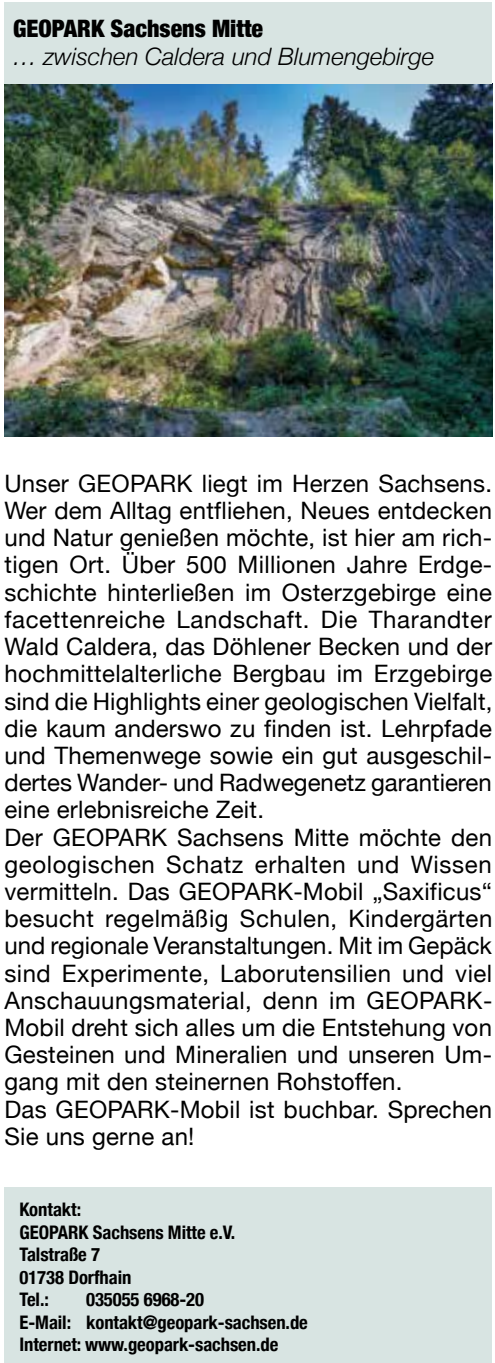 GEOPARK Sachsens Mitte
… zwischen Caldera und Blumengebirge
Unser GEOPARK liegt im Herzen Sachsens.
Wer dem Alltag entfliehen, Neues entdecken
und Natur genießen möchte, ist hier am rich-
tigen Ort. Über 500 Millionen Jahre Erdge-
schichte hinterließen im Osterzgebirge eine
facettenreiche Landschaft. Die Tharandter
Wald Caldera, das Döhlener Becken und der
hochmittelalterliche Bergbau im Erzgebirge
sind die Highlights einer geologischen Vielfalt,
die kaum anderswo zu finden ist. Lehrpfade
und Themenwege sowie ein gut ausgeschil-
dertes Wander- und Radwegenetz garantieren
eine erlebnisreiche Zeit.
Der GEOPARK Sachsens Mitte möchte den
geologischen Schatz erhalten und Wissen
vermitteln. Das GEOPARK-Mobil „Saxificus“
besucht regelmäßig Schulen, Kindergärten
und regionale Veranstaltungen. Mit im Gepäck
sind Experimente, Laborutensilien und viel
Anschauungsmaterial, denn im GEOPARK-
Mobil dreht sich alles um die Entstehung von
Gesteinen und Mineralien und unseren Um-
gang mit den steinernen Rohstoffen.
Das GEOPARK-Mobil ist buchbar. Sprechen
Sie uns gerne an!
Kontakt:
GEOPARK Sachsens Mitte e.V.
Talstraße 7
01738 Dorfhain
Tel.: 035055 6968-20
E-Mail: kontakt@geopark-sachsen.de
Internet: www.geopark-sachsen.de